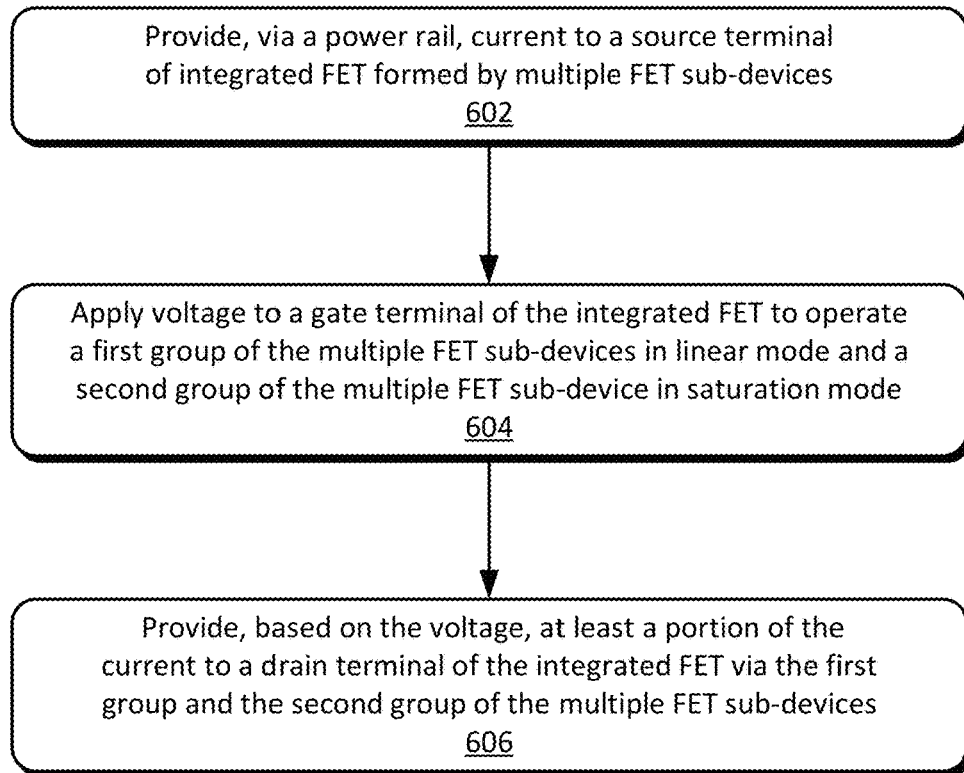 Provide, via a power rail, current to a source terminal
of integrated FET formed by multiple FET sub-devices
602
Apply voltage to a gate terminal of the integrated FET to operate
a first group of the multiple FET sub-devices in linear mode and a
second group of the multiple FET sub-device in saturation mode
604
Provide, based on the voltage, at least a portion of the
current to a drain terminal of the integrated FET via the first
group and the second group of the multiple FET sub-devices
606